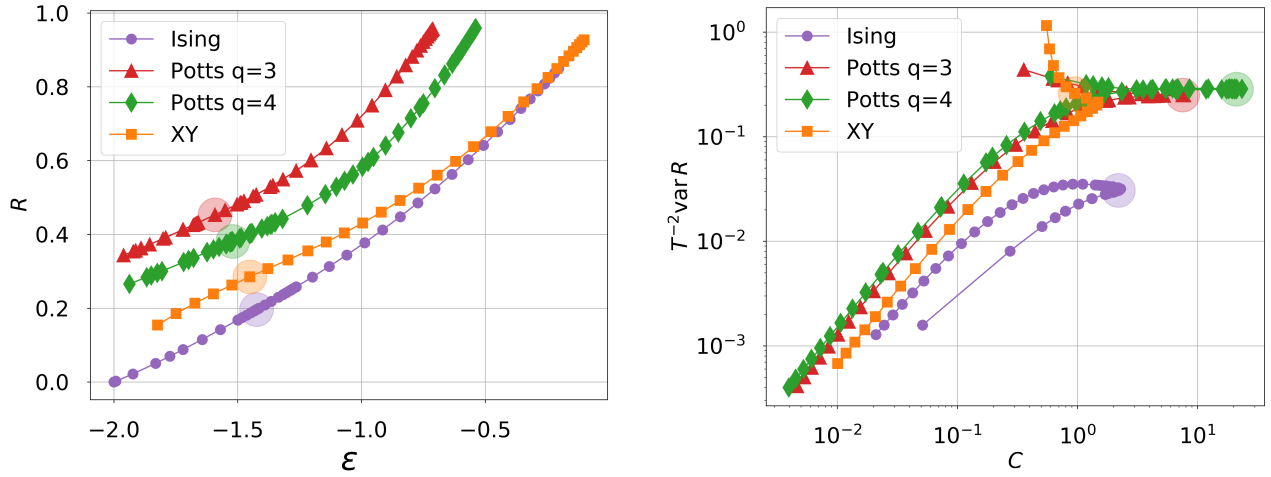 1.0
0.8
0.6
0.4
0.2
0.0
R
Ising
Potts q=3
Potts q=4
XY
−2.0 −1.5 −1.0 −0.5
ε
10⁰
10⁻¹
10⁻²
10⁻³
T⁻² var R
Ising
Potts q=3
Potts q=4
XY
10⁻² 10⁻¹ 10⁰ 10¹
C